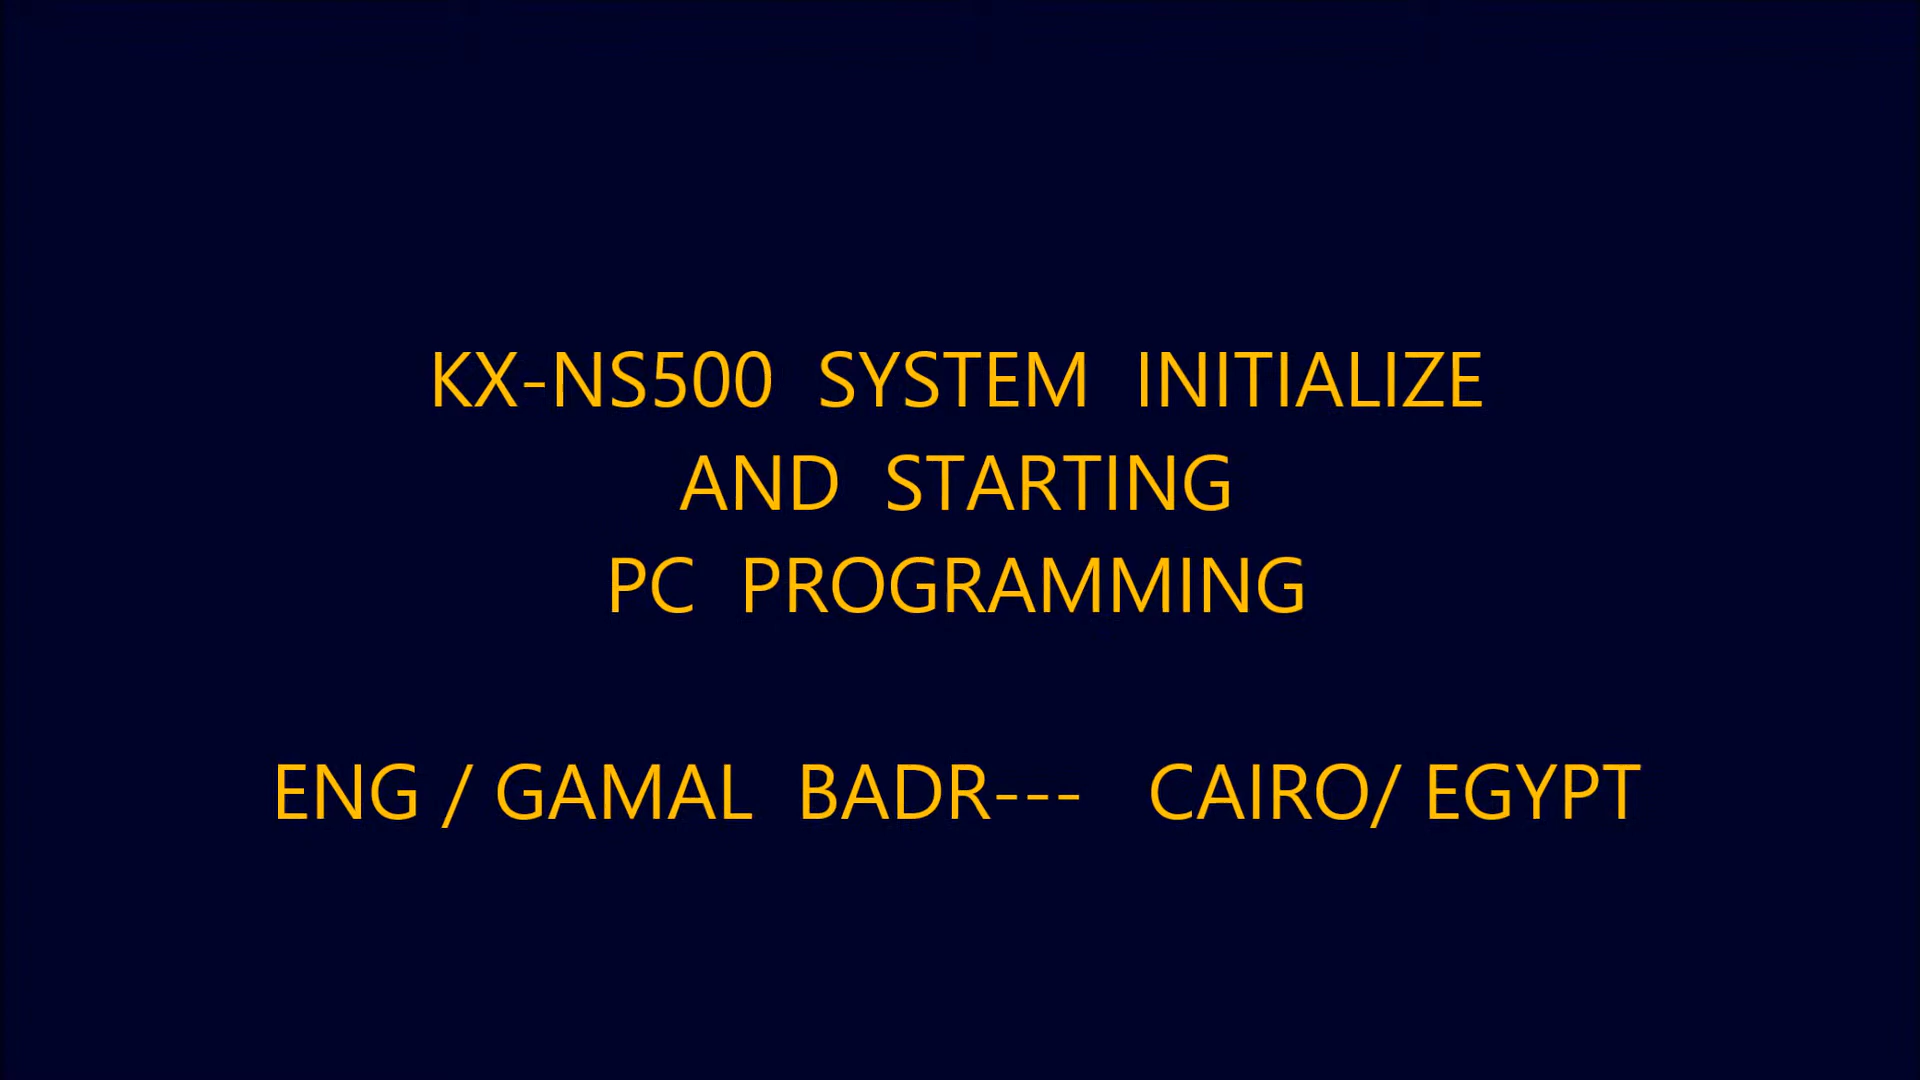 KX-NS500 SYSTEM INITIALIZE
AND STARTING
PC PROGRAMMING
ENG / GAMAL BADR--- CAIRO/ EGYPT